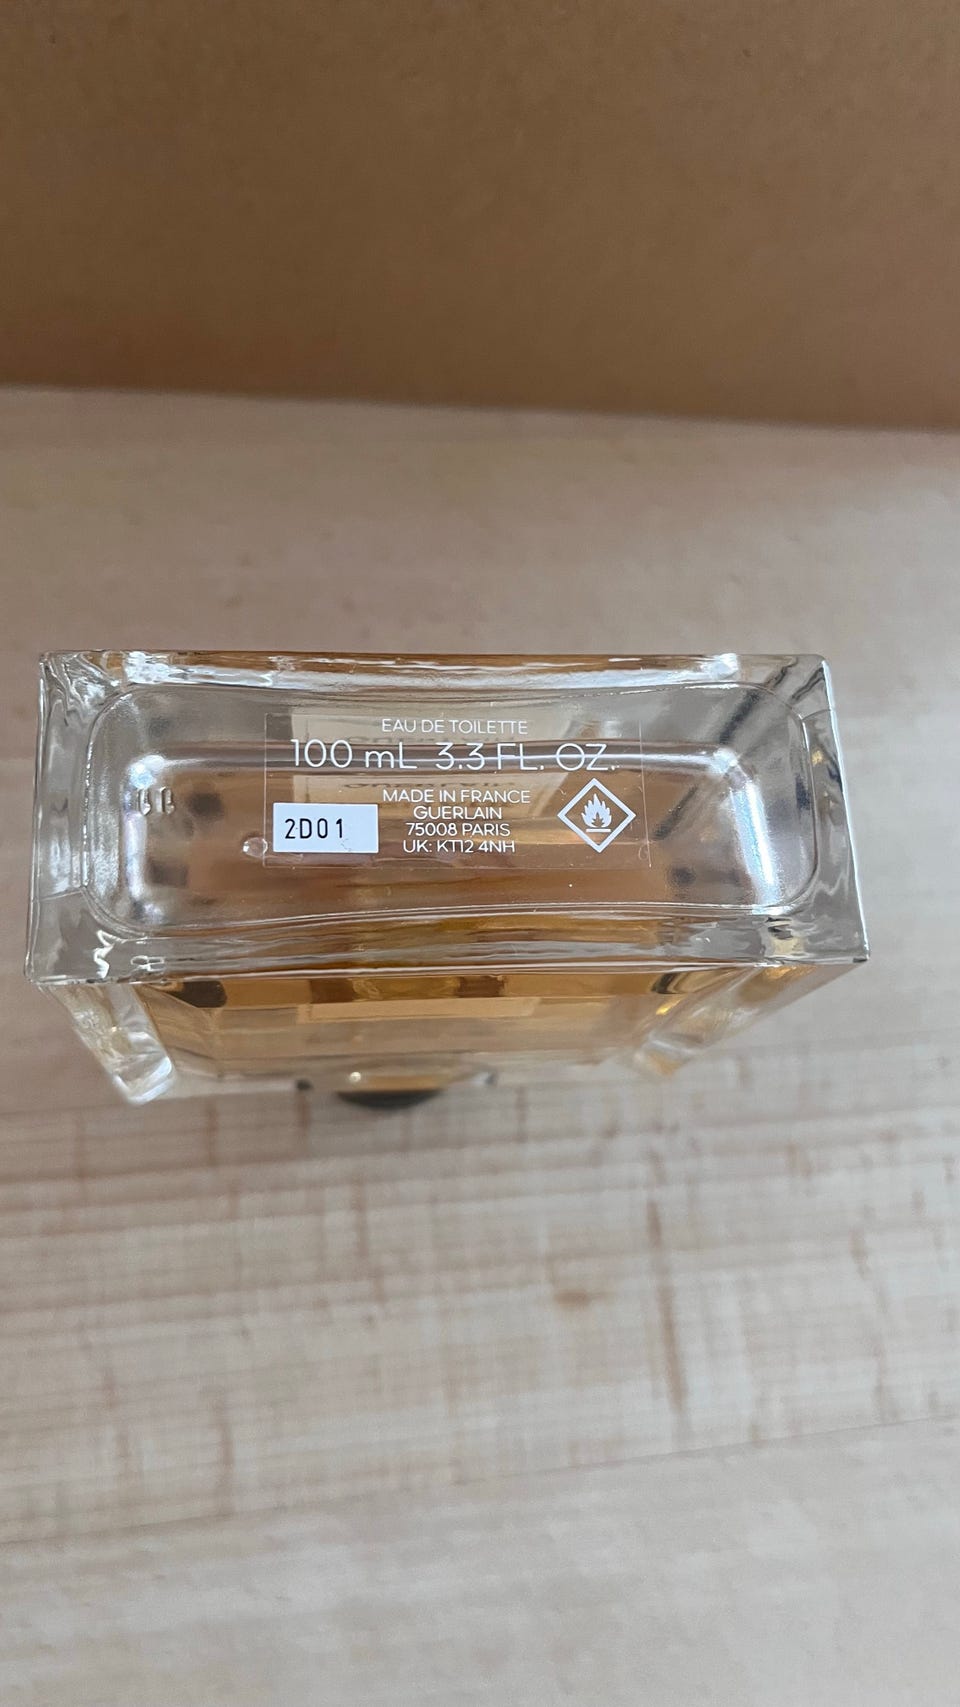 EAU DE TOILETTE
100 mL 3.3 FL. OZ.
MADE IN FRANCE
GUERLAIN
75008 PARIS
UK: KT12 4NH
2D01